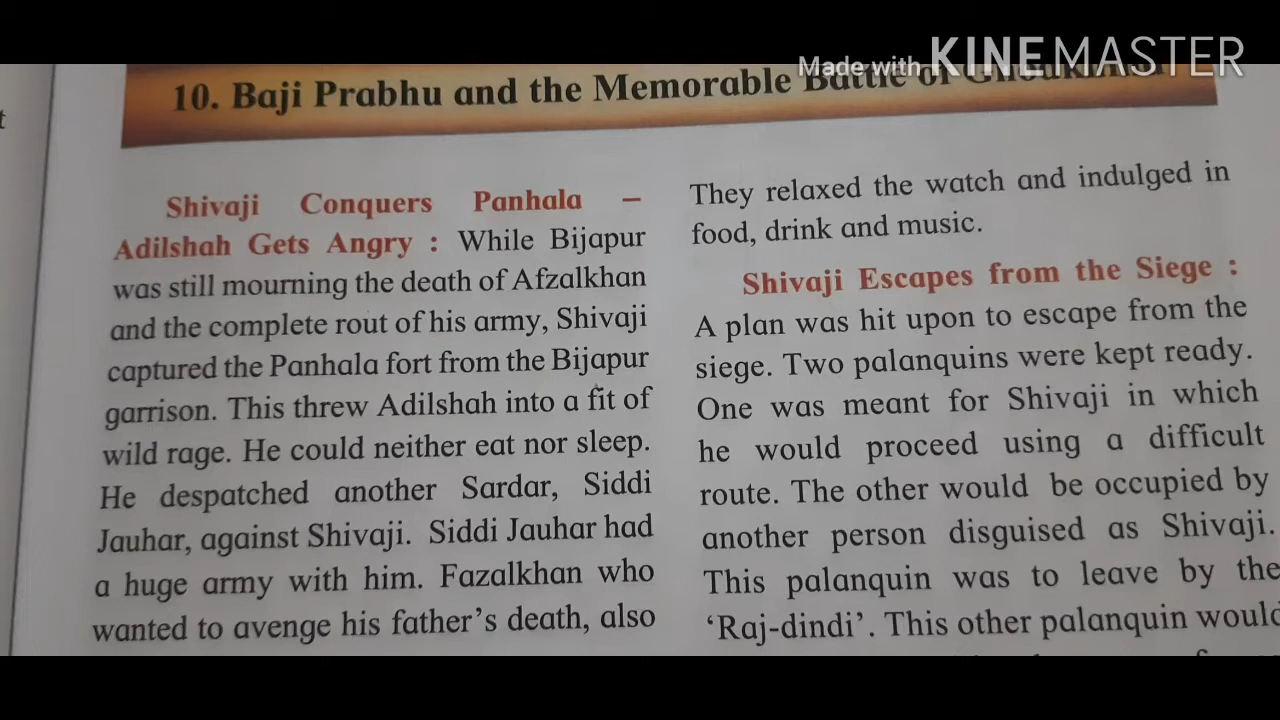 Made with KINEMASTER
10. Baji Prabhu and the Memorable Battle of
Shivaji Conquers Panhala –
Adilshah Gets Angry : While Bijapur
was still mourning the death of Afzalkhan
and the complete rout of his army, Shivaji
captured the Panhala fort from the Bijapur
garrison. This threw Adilshah into a fit of
wild rage. He could neither eat nor sleep.
He despatched another Sardar, Siddi
Jauhar, against Shivaji. Siddi Jauhar had
a huge army with him. Fazalkhan who
wanted to avenge his father's death, also
They relaxed the watch and indulged in
food, drink and music.
Shivaji Escapes from the Siege :
A plan was hit upon to escape from the
siege. Two palanquins were kept ready.
One was meant for Shivaji in which
he would proceed using a difficult
route. The other would be occupied by
another person disguised as Shivaji.
This palanquin was to leave by the
‘Raj-dindi’. This other palanquin would